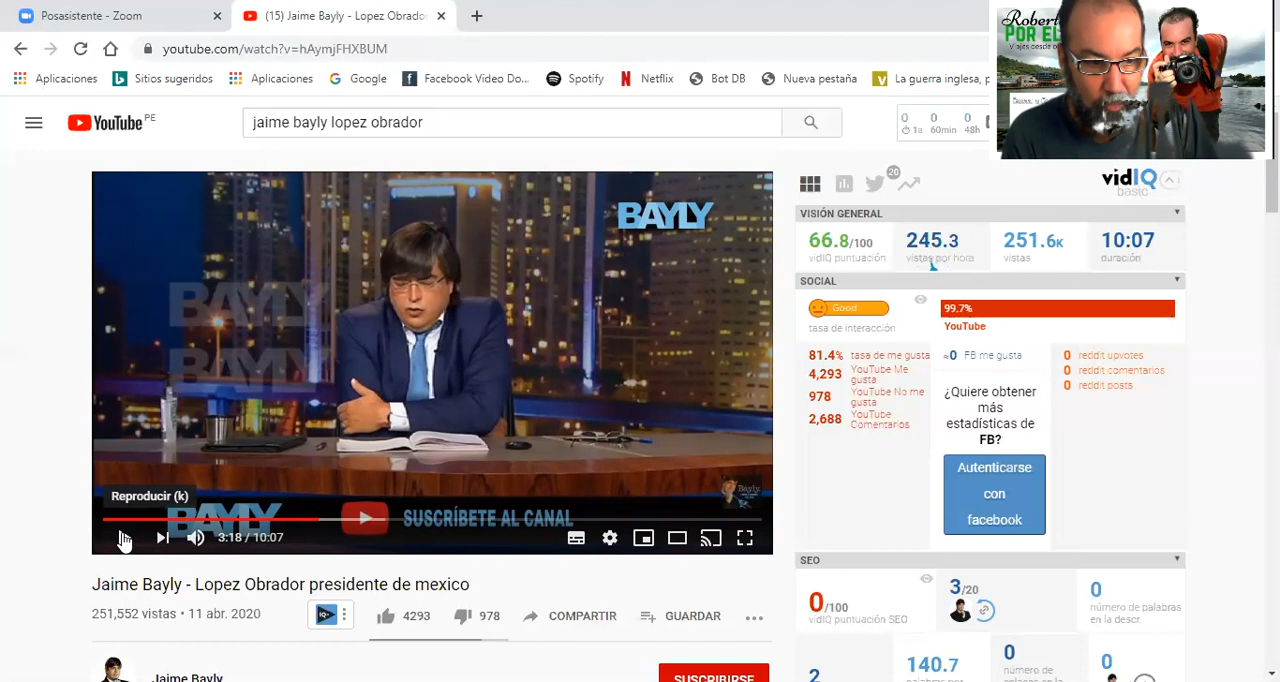 Posasistente - Zoom
(15) Jaime Bayly - Lopez Obrador
youtube.com/watch?v=hAymjFHXBUM
Aplicaciones
Sitios sugeridos
Aplicaciones
Google
Facebook Video Do...
Spotify
Netflix
Bot DB
Nueva pestaña
La guerra inglesa, p
Roberto
POR EL
YouTube PE
jaime bayly lopez obrador
0 0 0
1a 60min 48h
BAYLY
BAYLY
BAYLY
Reproducir (k)
BAYLY
SUSCRÍBETE AL CANAL
Bayly
3:18 / 10:07
Jaime Bayly - Lopez Obrador presidente de mexico
251,552 vistas • 11 abr. 2020
4293
978
COMPARTIR
GUARDAR
Jaime Bayly
SUSCRIBIRSE
20
vidIQ
basic
VISIÓN GENERAL
66.8/100
vidIQ puntuación
245.3
vistas por hora
251.6K
vistas
10:07
duración
SOCIAL
Good
tasa de interacción
99.7%
YouTube
81.4% tasa de me gusta
4,293 YouTube Me gusta
978 YouTube No me gusta
2,688 YouTube Comentarios
≈0 FB me gusta
¿Quiere obtener
más
estadísticas de
FB?
Autenticarse
con
facebook
0 reddit upvotes
0 reddit comentarios
0 reddit posts
SEO
0/100
vidIQ puntuación SEO
3/20
0
número de palabras
en la descr.
2
140.7
0
número de
0